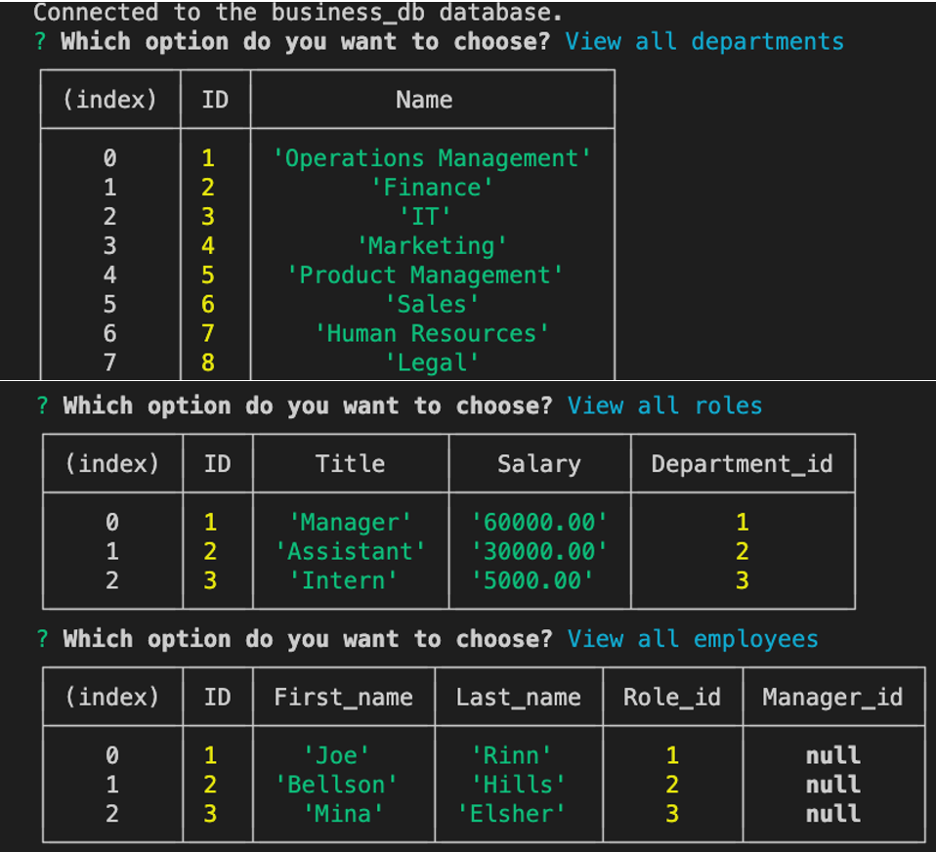 Connected to the business_db database.
? Which option do you want to choose? View all departments
(index) ID Name
0 1 'Operations Management'
1 2 'Finance'
2 3 'IT'
3 4 'Marketing'
4 5 'Product Management'
5 6 'Sales'
6 7 'Human Resources'
7 8 'Legal'
? Which option do you want to choose? View all roles
(index) ID Title Salary Department_id
0 1 'Manager' '60000.00' 1
1 2 'Assistant' '30000.00' 2
2 3 'Intern' '5000.00' 3
? Which option do you want to choose? View all employees
(index) ID First_name Last_name Role_id Manager_id
0 1 'Joe' 'Rinn' 1 null
1 2 'Bellson' 'Hills' 2 null
2 3 'Mina' 'Elsher' 3 null